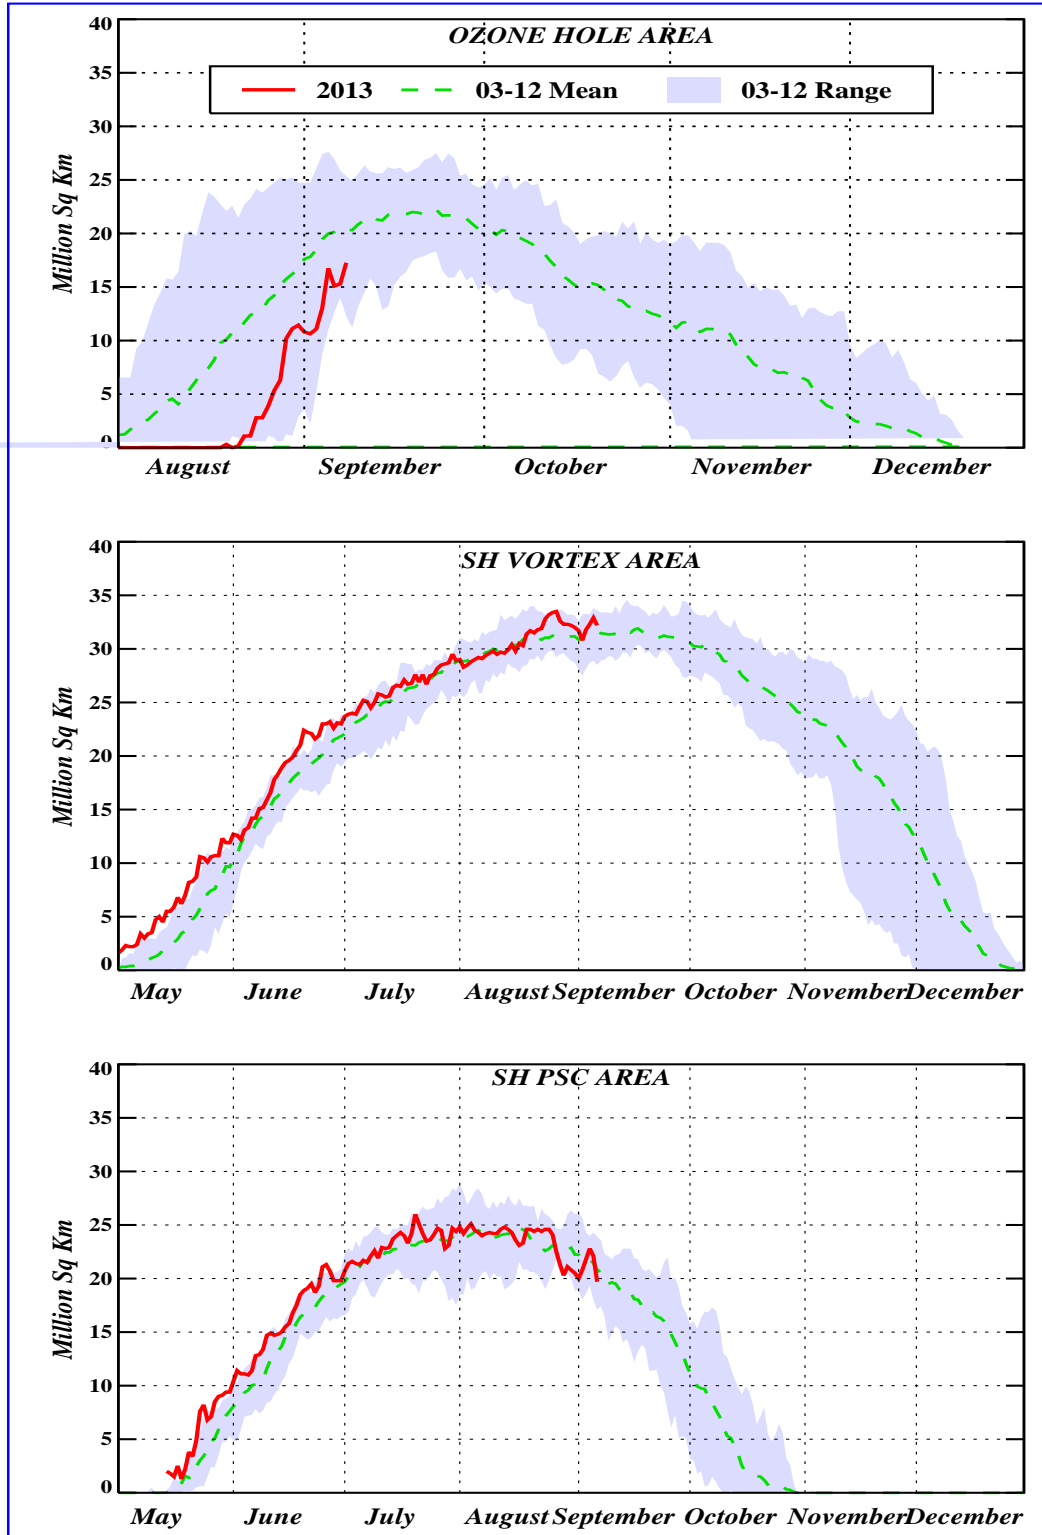 OZONE HOLE AREA
2013 03-12 Mean 03-12 Range
40
35
30
25
20
15
10
5
0
Million Sq Km
August September October November December
SH VORTEX AREA
40
35
30
25
20
15
10
5
0
Million Sq Km
May June July August September October November December
SH PSC AREA
40
35
30
25
20
15
10
5
0
Million Sq Km
May June July August September October November December